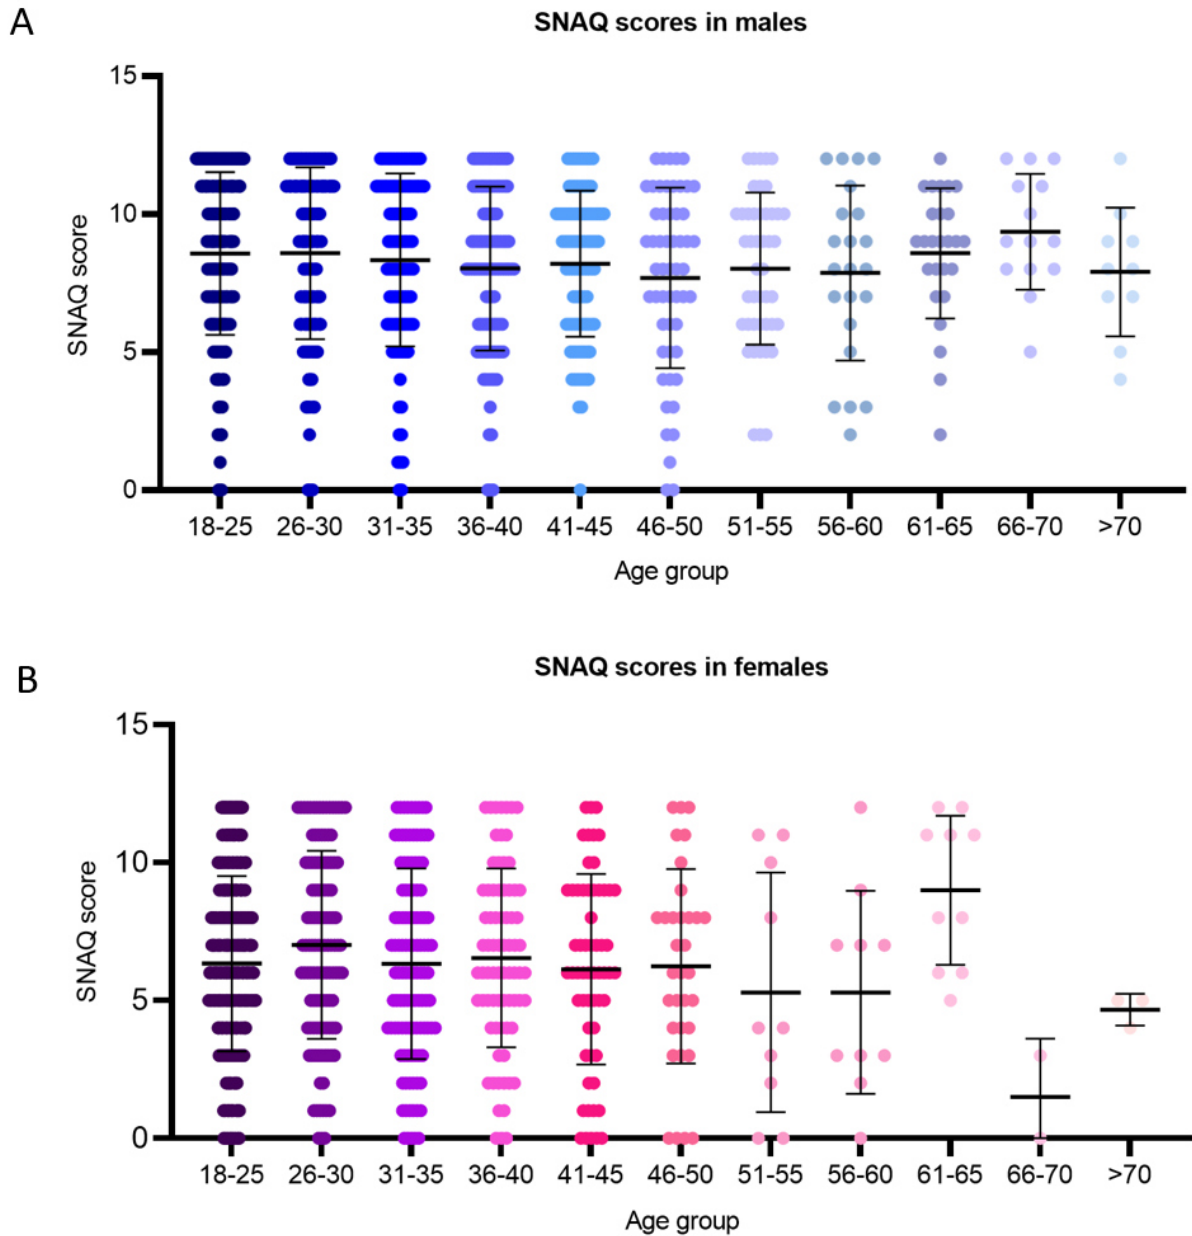 A
SNAQ scores in males
15
10
5
0
SNAQ score
18-25 26-30 31-35 36-40 41-45 46-50 51-55 56-60 61-65 66-70 >70
Age group
B
SNAQ scores in females
15
10
5
0
SNAQ score
18-25 26-30 31-35 36-40 41-45 46-50 51-55 56-60 61-65 66-70 >70
Age group